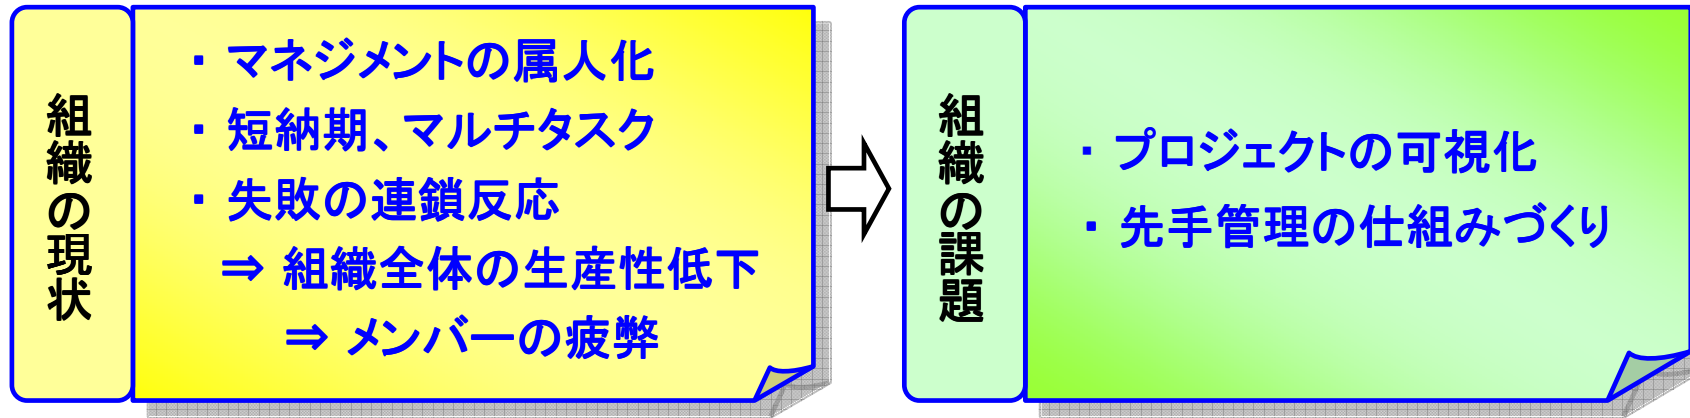 組織の現状
・マネジメントの属人化
・短納期、マルチタスク
・失敗の連鎖反応
⇒ 組織全体の生産性低下
⇒ メンバーの疲弊
組織の課題
・プロジェクトの可視化
・先手管理の仕組みづくり